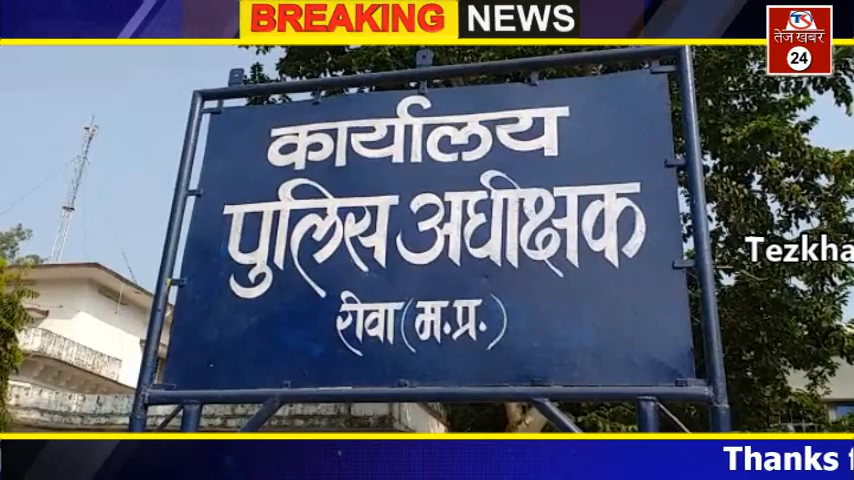 BREAKING NEWS
तेज खबर
24
कार्यालय
पुलिस अधीक्षक
रीवा (म.प्र.)
Tezkha
Thanks f